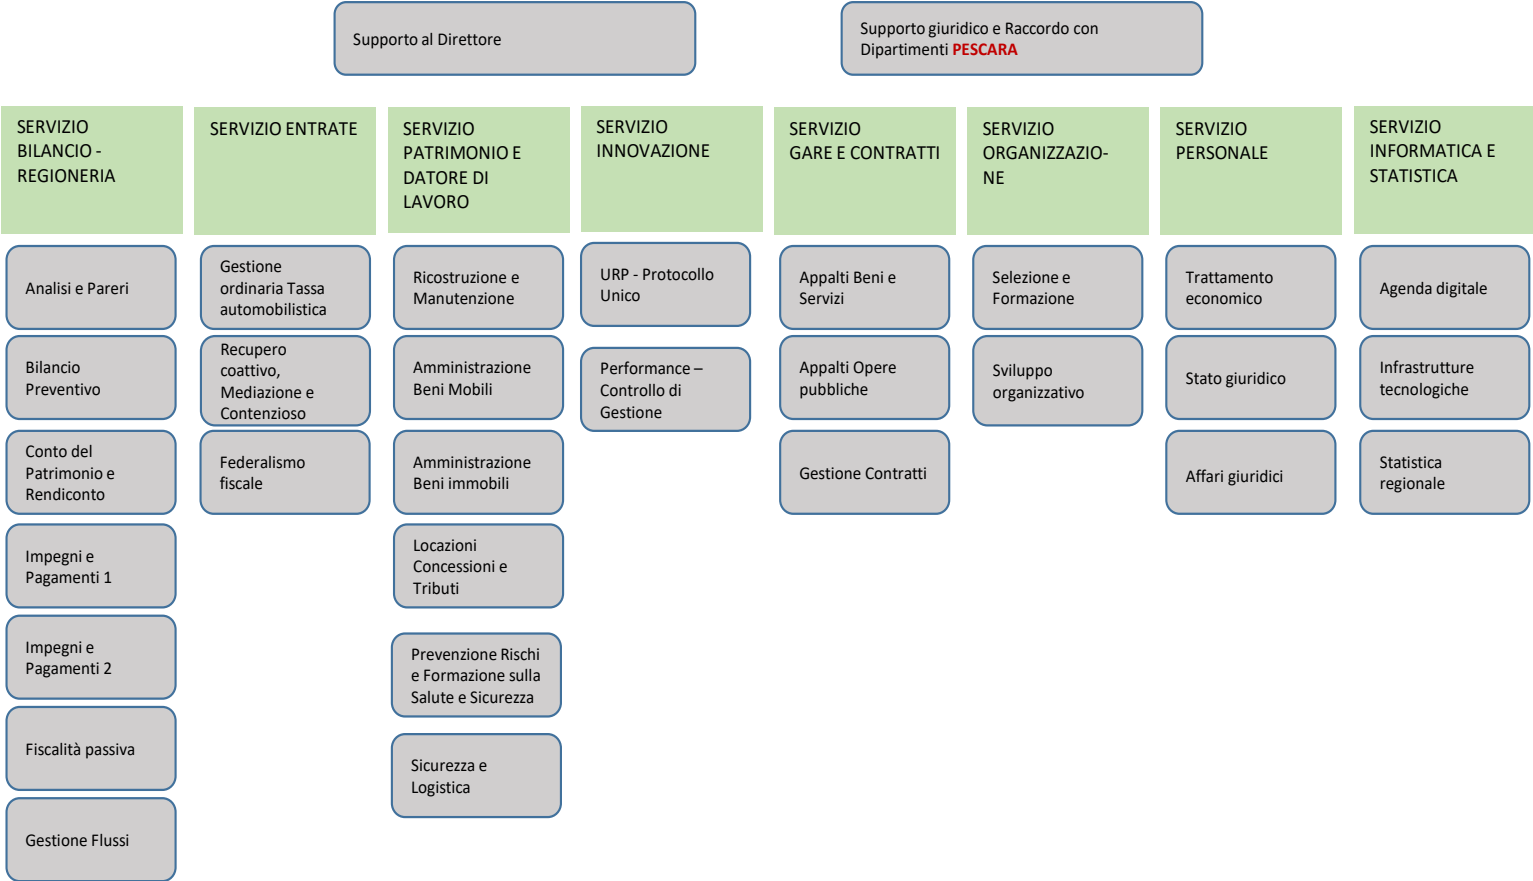 Supporto al Direttore
Supporto giuridico e Raccordo con
Dipartimenti PESCARA
SERVIZIO
BILANCIO -
REGIONERIA
SERVIZIO ENTRATE
SERVIZIO
PATRIMONIO E
DATORE DI
LAVORO
SERVIZIO
INNOVAZIONE
SERVIZIO
GARE E CONTRATTI
SERVIZIO
ORGANIZZAZIO-
NE
SERVIZIO
PERSONALE
SERVIZIO
INFORMATICA E
STATISTICA
Analisi e Pareri
Bilancio
Preventivo
Conto del
Patrimonio e
Rendiconto
Impegni e
Pagamenti 1
Impegni e
Pagamenti 2
Fiscalità passiva
Gestione Flussi
Gestione
ordinaria Tassa
automobilistica
Recupero
coattivo,
Mediazione e
Contenzioso
Federalismo
fiscale
Ricostruzione e
Manutenzione
Amministrazione
Beni Mobili
Amministrazione
Beni immobili
Locazioni
Concessioni e
Tributi
Prevenzione Rischi
e Formazione sulla
Salute e Sicurezza
Sicurezza e
Logistica
URP - Protocollo
Unico
Performance –
Controllo di
Gestione
Appalti Beni e
Servizi
Appalti Opere
pubbliche
Gestione Contratti
Selezione e
Formazione
Sviluppo
organizzativo
Trattamento
economico
Stato giuridico
Affari giuridici
Agenda digitale
Infrastrutture
tecnologiche
Statistica
regionale